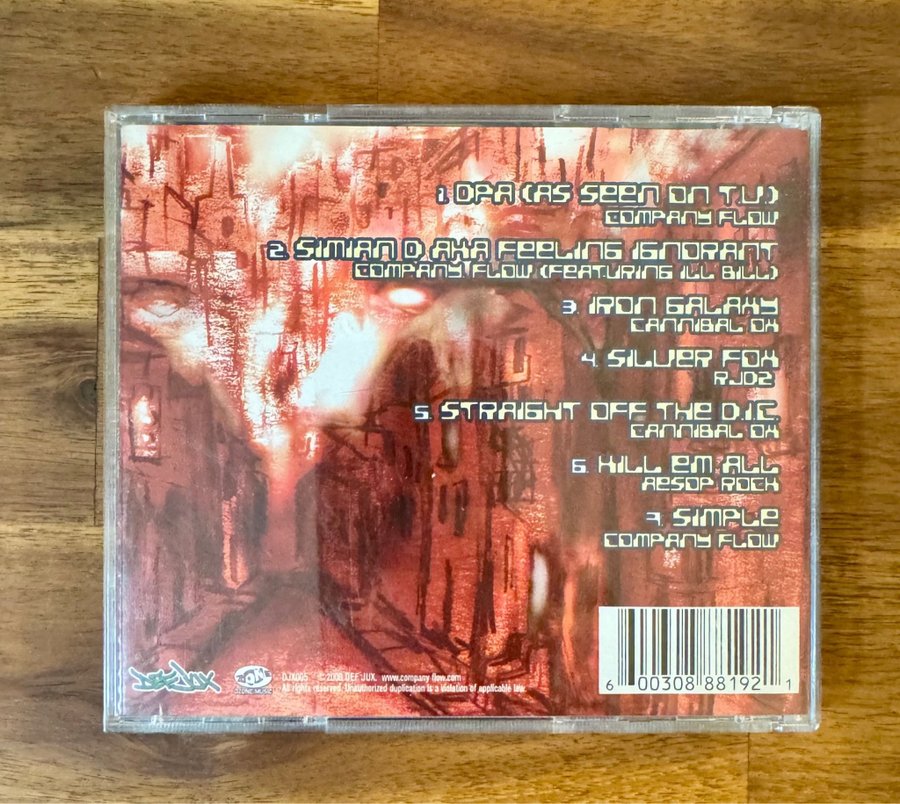 1. DPA (AS SEEN ON T.V.)
COMPANY FLOW
2. SIMIAN D. AKA FEELING IGNORANT
COMPANY FLOW (FEATURING ILL BILL)
3. IRON GALAXY
CANNIBAL OX
4. SILVER FOX
RJD2
5. STRAIGHT OFF THE D.I.C.
CANNIBAL OX
6. KILL EM ALL
AESOP ROCK
7. SIMPLE
COMPANY FLOW
DEF JUX
OZONE MUSIC
DJX005 ©2000 DEF JUX. www.company-flow.com
All rights reserved. Unauthorized duplication is a violation of applicable law.
6 00308 88192 1